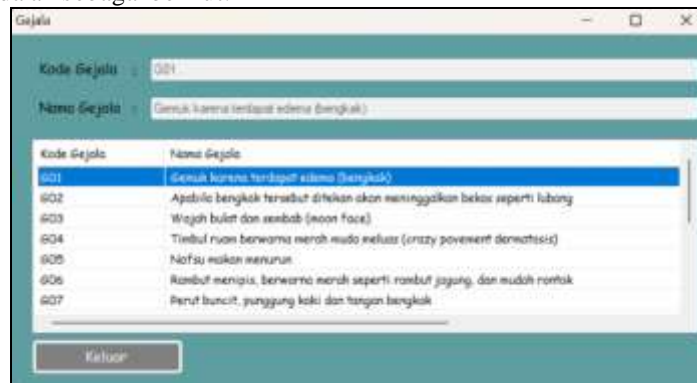 Gejala
Kode Gejala : G01
Nama Gejala : Gemuk karena terdapat edema (bengkak)
Kode Gejala Nama Gejala
G01 Gemuk karena terdapat edema (bengkak)
G02 Apabila bengkak tersebut ditekan akan meninggalkan bekas seperti lubang
G03 Wajah bulat dan sembab (moon face)
G04 Timbul ruam berwarna merah muda meluas (crazy pavement dermatosis)
G05 Nafsu makan menurun
G06 Rambut menipis, berwarna merah seperti rambut jagung, dan mudah rontok
G07 Perut buncit, punggung kaki dan tangan bengkak
Keluar